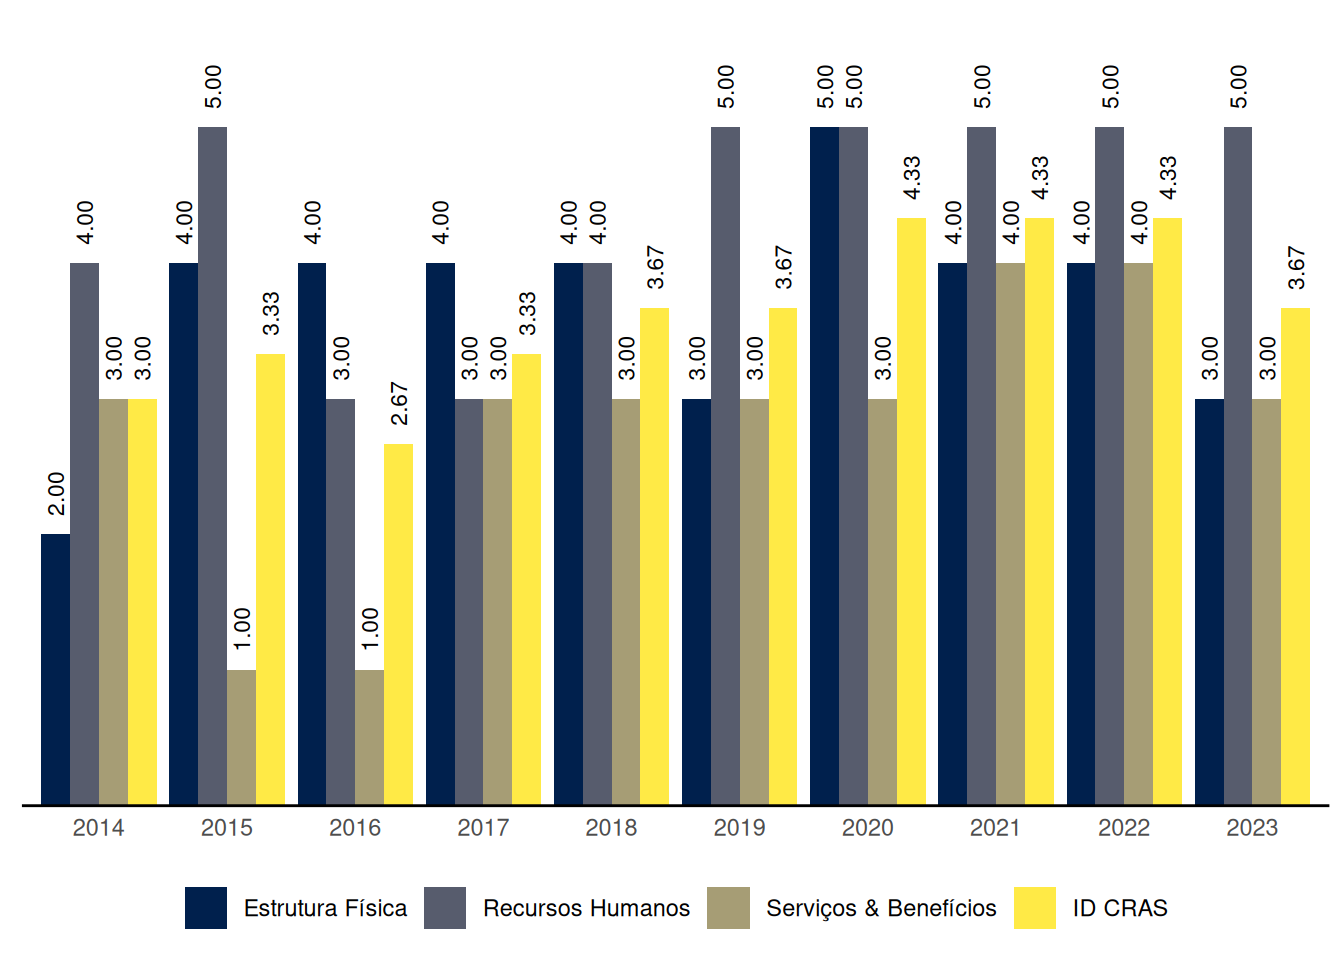 5.00 5.00 5.00 5.00 5.00 5.00 5.00
4.33 4.33 4.33
4.00 4.00 4.00 4.00 4.00 4.00 4.00 4.00 4.00 4.00
3.67 3.67 3.67
3.33 3.33
3.00 3.00 3.00 3.00 3.00 3.00 3.00 3.00 3.00 3.00 3.00
2.67
2.00
1.00 1.00
2014 2015 2016 2017 2018 2019 2020 2021 2022 2023
Estrutura Física Recursos Humanos Serviços & Benefícios ID CRAS